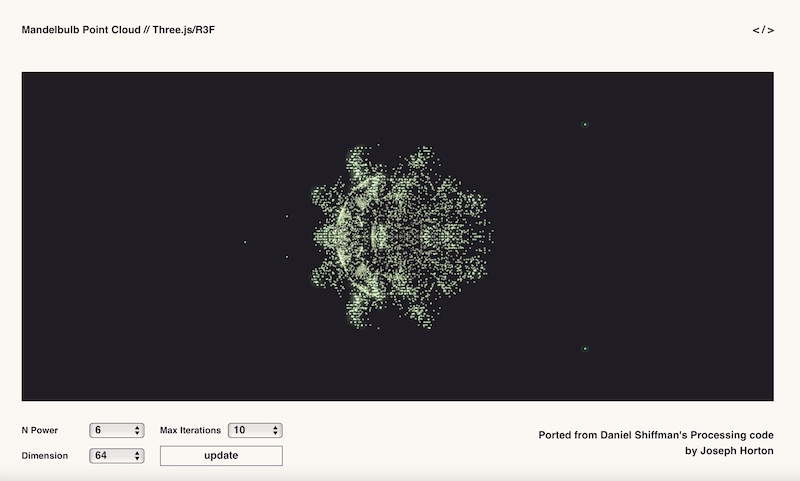 Mandelbulb Point Cloud // Three.js/R3F
</>
N Power 6 Max Iterations 10
Dimension 64 update
Ported from Daniel Shiffman's Processing code
by Joseph Horton